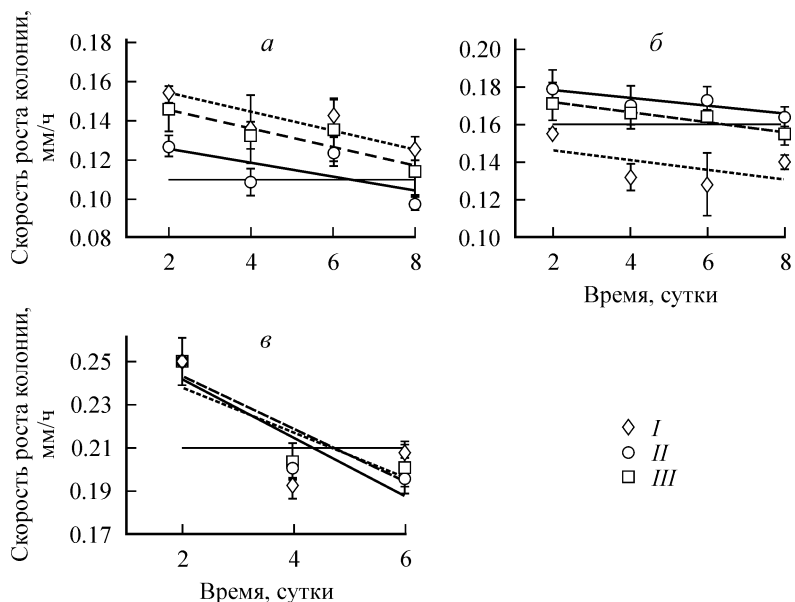 Скорость роста колонии,
мм/ч
а
0.18
0.16
0.14
0.12
0.10
0.08
2 4 6 8
б
0.20
0.18
0.16
0.14
0.12
0.10
2 4 6 8
Время, сутки
Скорость роста колонии,
мм/ч
в
0.25
0.23
0.21
0.19
0.17
2 4 6
Время, сутки
I
II
III